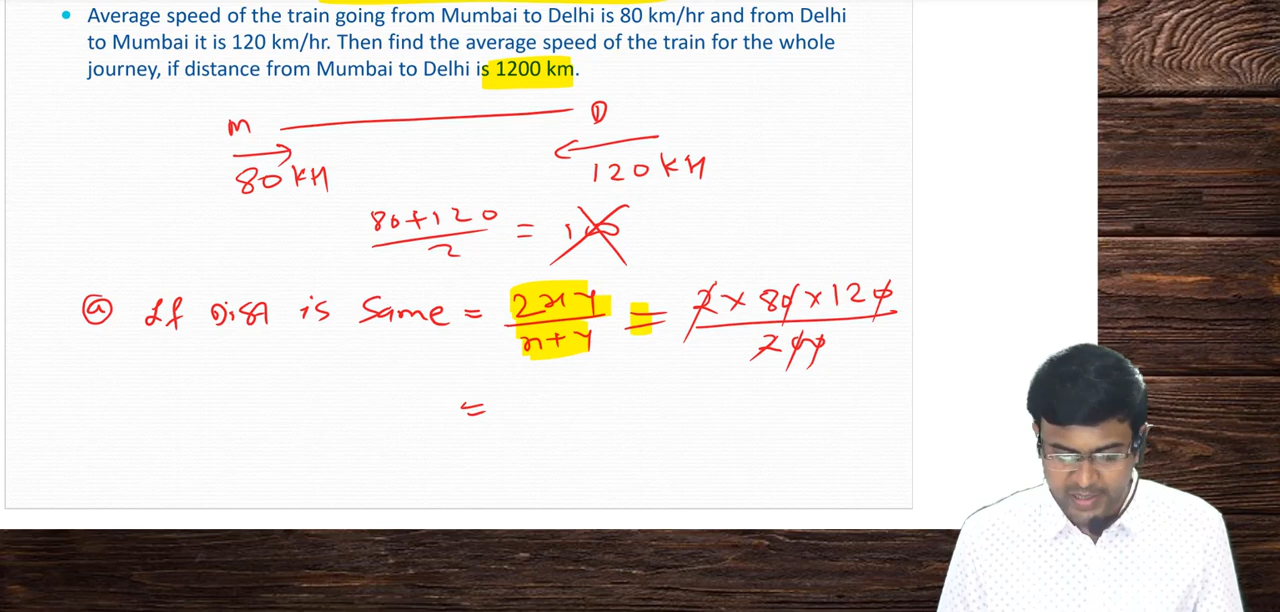 • Average speed of the train going from Mumbai to Delhi is 80 km/hr and from Delhi
to Mumbai it is 120 km/hr. Then find the average speed of the train for the whole
journey, if distance from Mumbai to Delhi is 1200 km.
M D
80 KH 120 KH
80+120
2
= 100
@ If Dist is Same = 2xy = 2 x 80 x 120
x+y 200
=